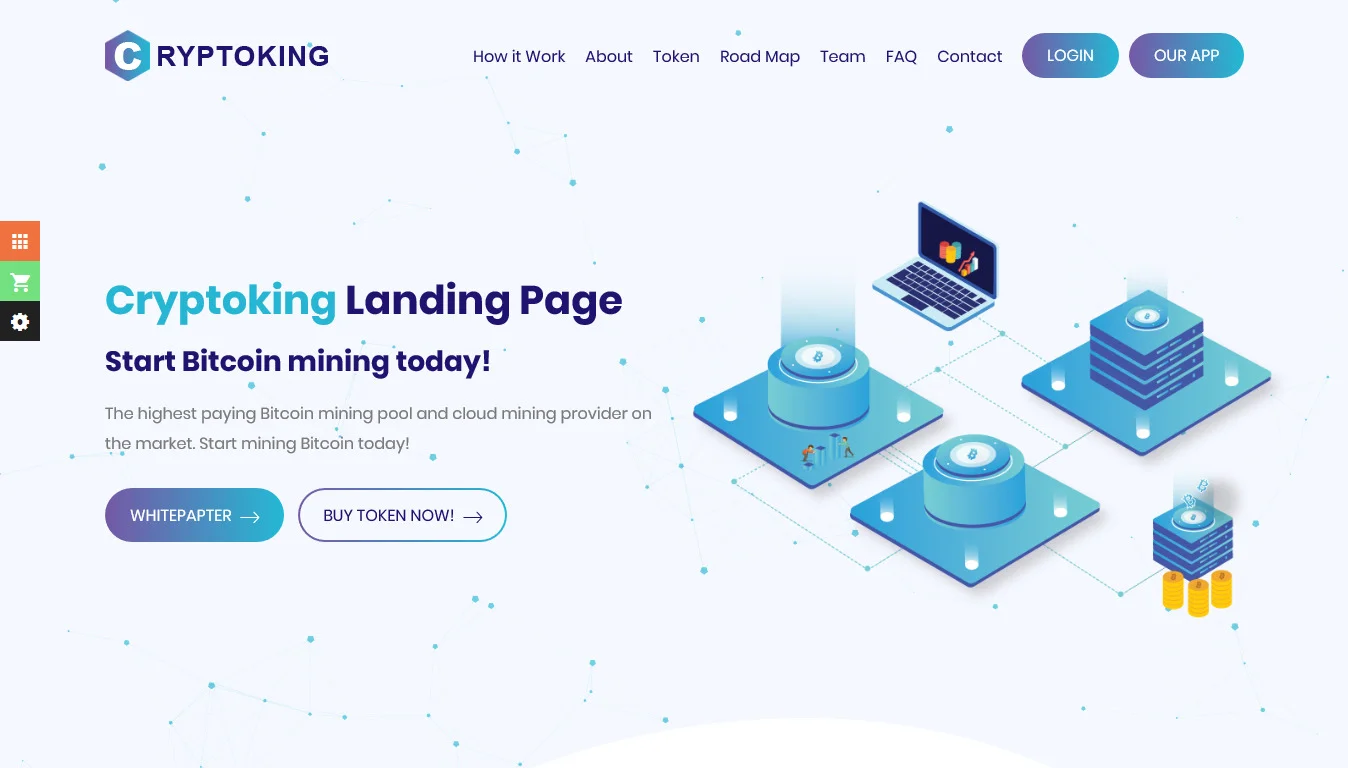 CRYPTOKING
How it Work
About
Token
Road Map
Team
FAQ
Contact
LOGIN
OUR APP
Cryptoking Landing Page
Start Bitcoin mining today!
The highest paying Bitcoin mining pool and cloud mining provider on
the market. Start mining Bitcoin today!
WHITEPAPTER
BUY TOKEN NOW!